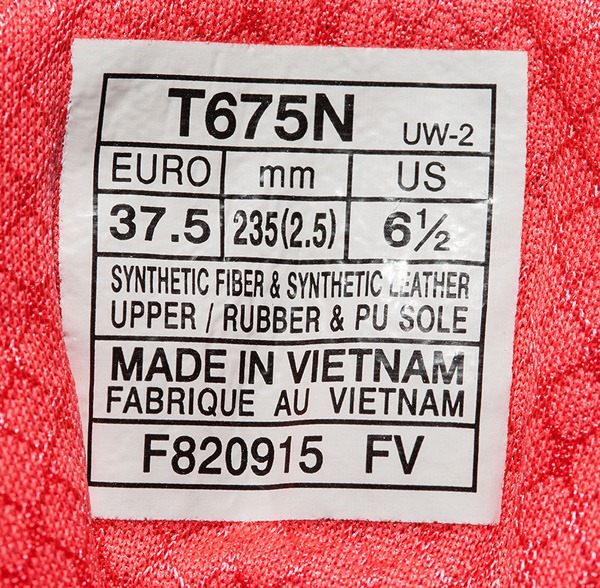 T675N UW-2
EURO mm US
37.5 235(2.5) 6½
SYNTHETIC FIBER & SYNTHETIC LEATHER
UPPER / RUBBER & PU SOLE
MADE IN VIETNAM
FABRIQUE AU VIETNAM
F820915 FV